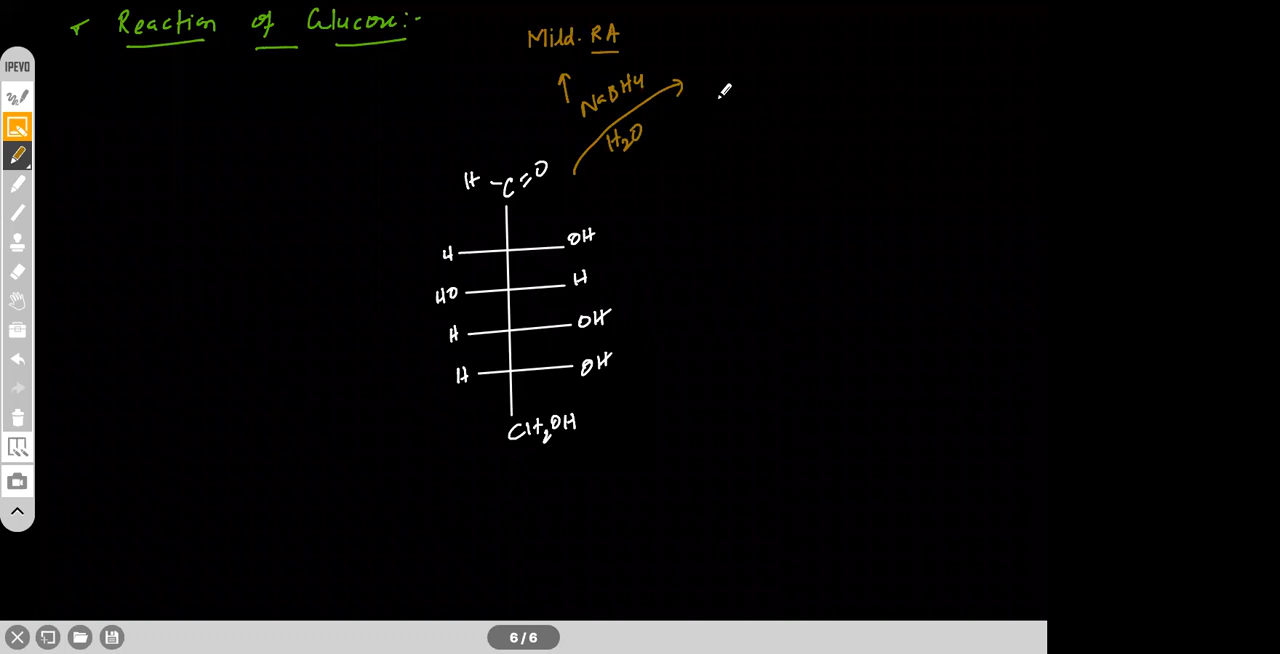 Reaction of Glucose:-
Mild. RA
↑ NaBH4
H2O
IPEVO
H-C=O
H OH
HO H
H OH
H OH
CH2OH
6 / 6